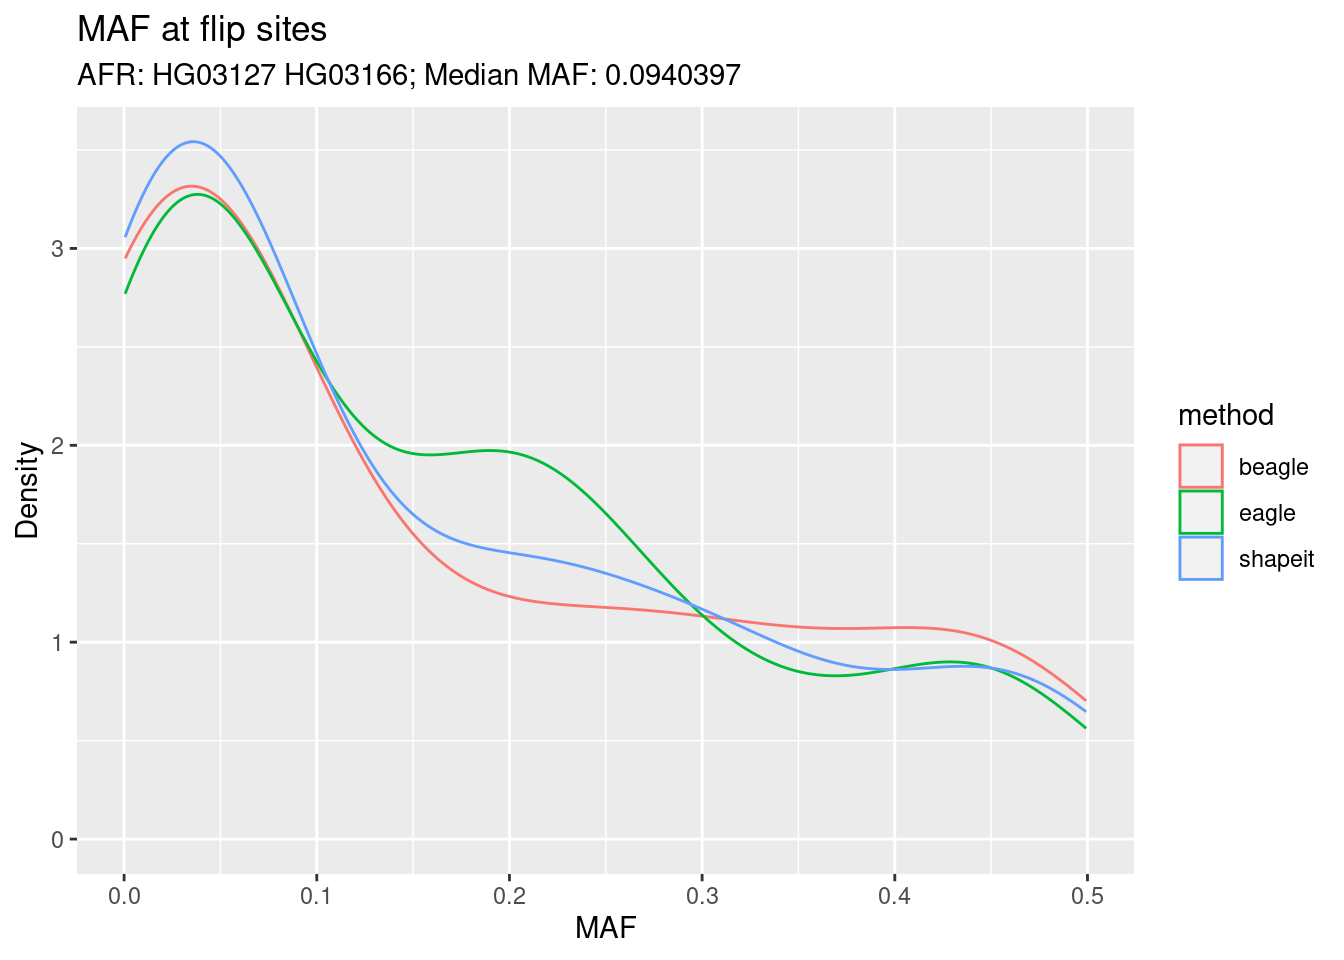 MAF at flip sites
AFR: HG03127 HG03166; Median MAF: 0.0940397
Density
3
2
1
0
0.0 0.1 0.2 0.3 0.4 0.5
MAF
method
beagle
eagle
shapeit